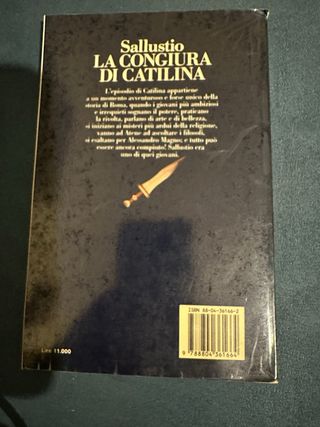 Sallustio
LA CONGIURA
DI CATILINA
L'episodio di Catilina appartiene
a un momento avventuroso e forse unico della
storia di Roma, quando i giovani più ambiziosi
e irrequieti sognano il potere, praticano
la rivolta, parlano di arte e di bellezza,
si iniziano ai misteri più ardui della religione,
vanno ad Atene ad ascoltare i filosofi,
si esaltano per Alessandro Magno; e tutto può
essere ancora compiuto! Sallustio era
uno di quei giovani.
ISBN 88-04-36166-2
9 788804 361664
Lire 11.000